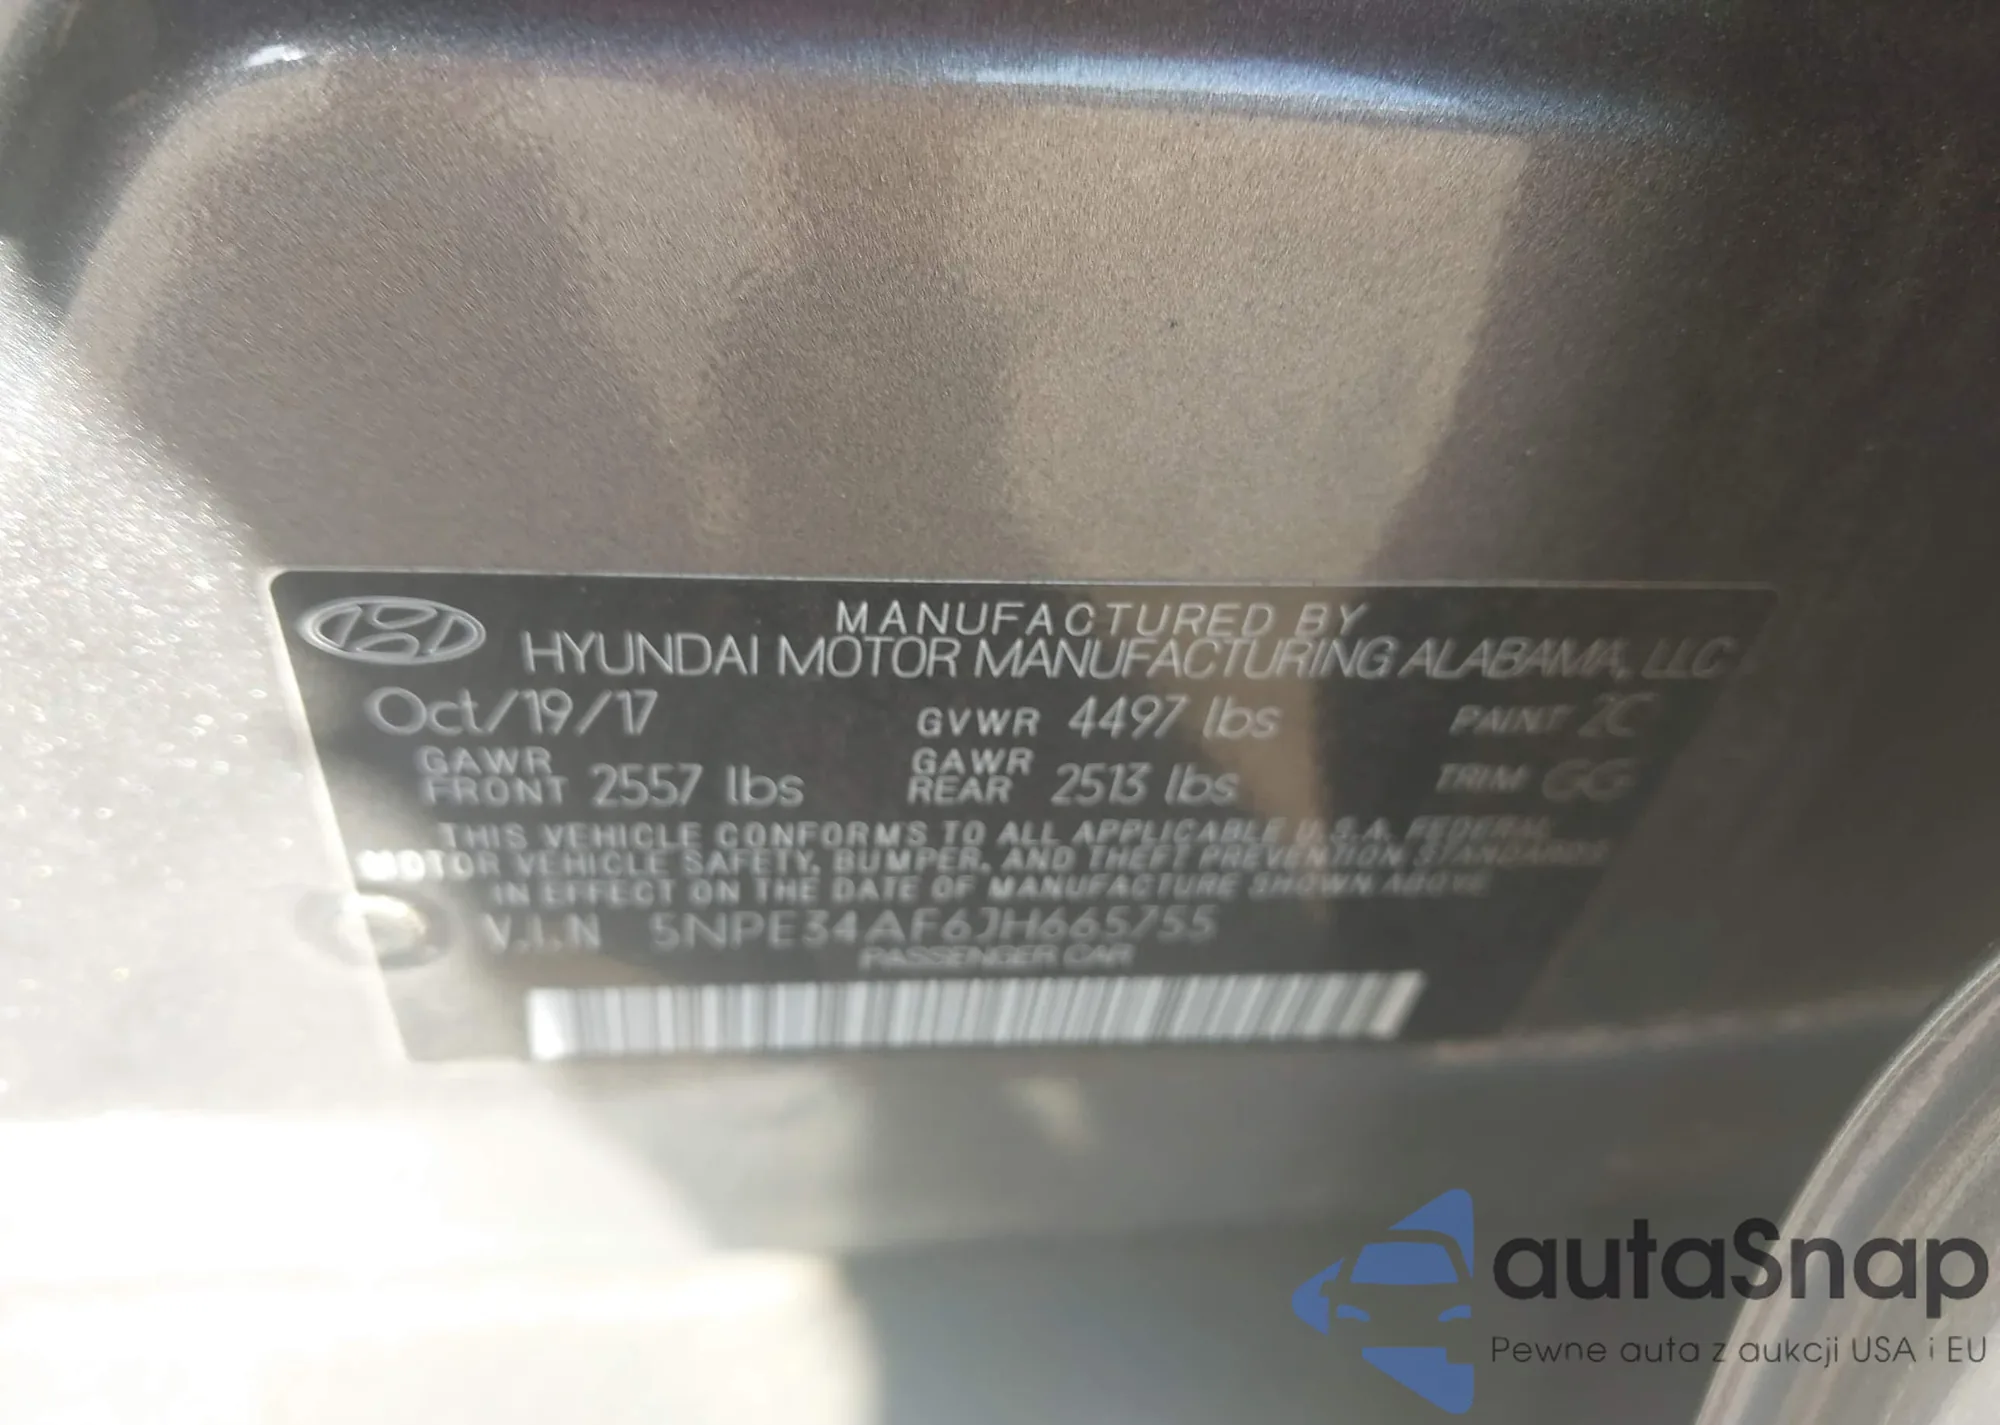 MANUFACTURED BY
HYUNDAI MOTOR MANUFACTURING ALABAMA, LLC
Oct/19/17 GVWR 4497 lbs PAINT 2C
GAWR FRONT 2557 lbs GAWR REAR 2513 lbs TRIM GG
THIS VEHICLE CONFORMS TO ALL APPLICABLE U.S.A. FEDERAL
MOTOR VEHICLE SAFETY, BUMPER, AND THEFT PREVENTION STANDARDS
IN EFFECT ON THE DATE OF MANUFACTURE SHOWN ABOVE
V.I.N 5NPE34AF6JH665755
PASSENGER CAR
autaSnap
Pewne auta z aukcji USA i EU